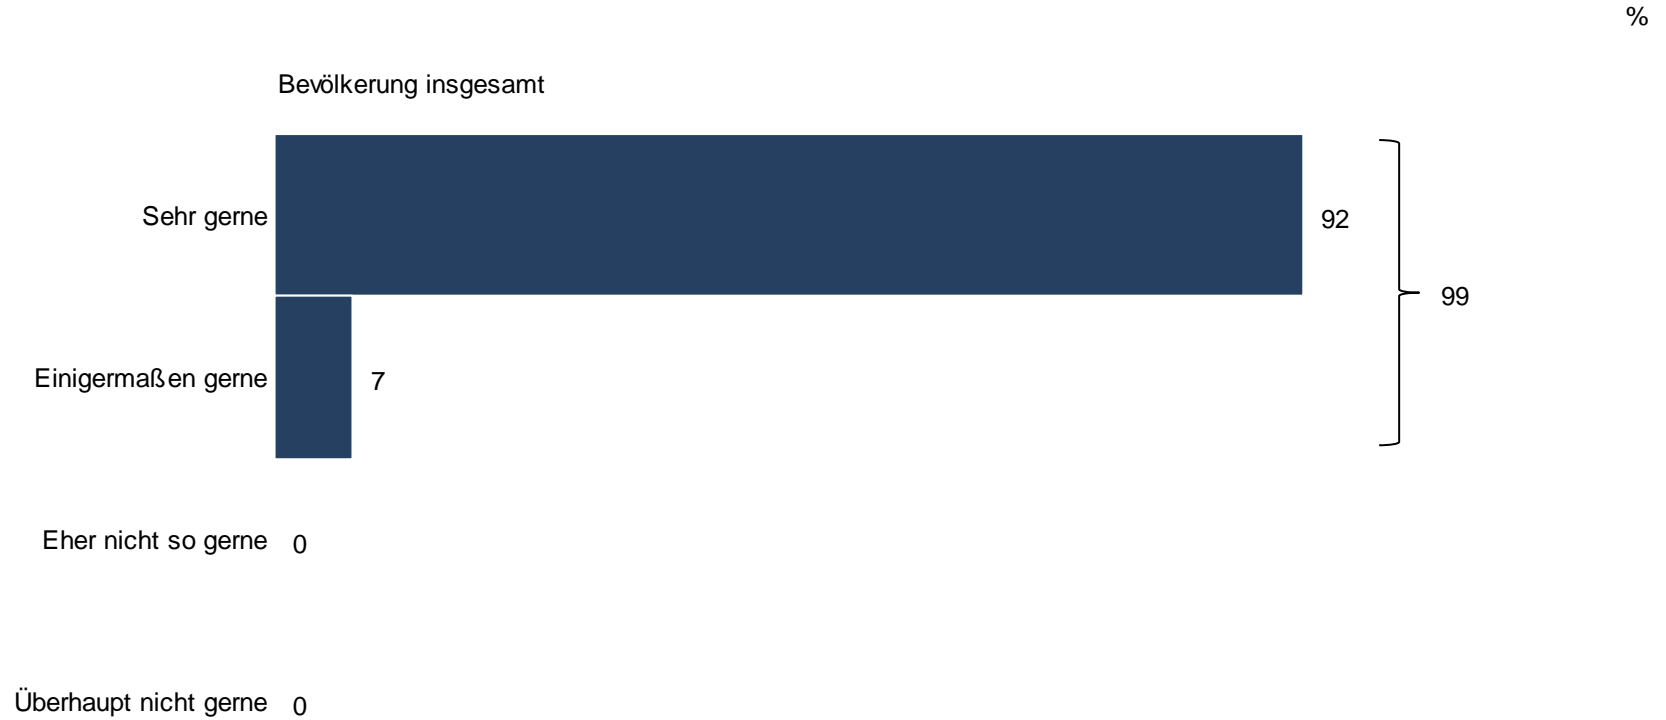 %
Bevölkerung insgesamt
Sehr gerne 92
99
Einigermaßen gerne 7
Eher nicht so gerne 0
Überhaupt nicht gerne 0